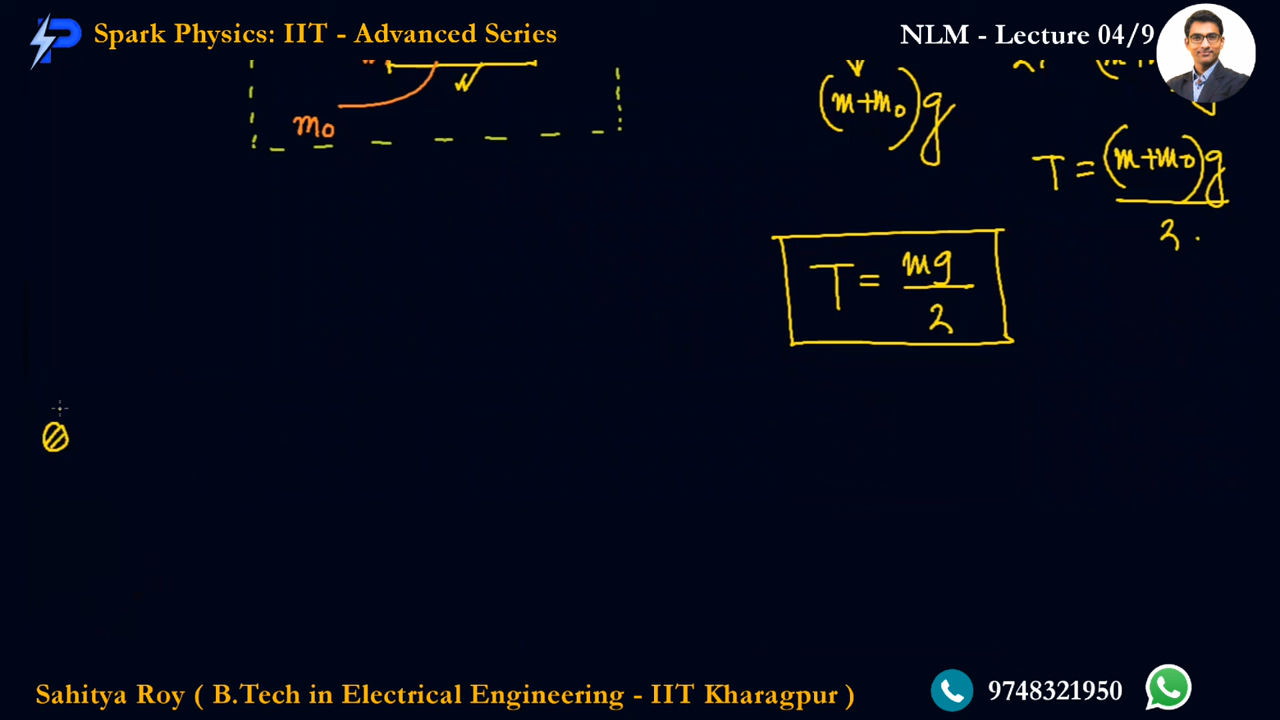 Spark Physics: IIT - Advanced Series
NLM - Lecture 04/9
(m+m₀)g
m₀
T = (m+m₀)g
2
T = mg
2
Sahitya Roy ( B.Tech in Electrical Engineering - IIT Kharagpur )
9748321950